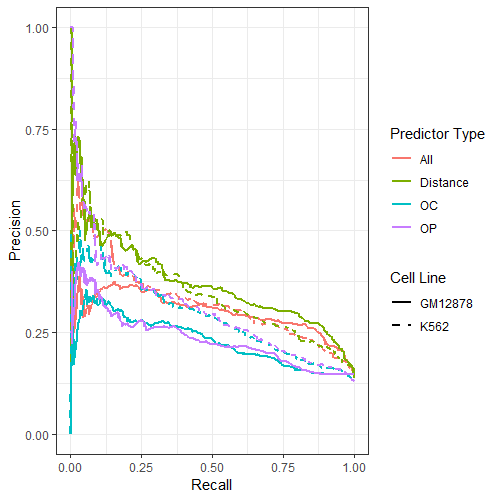 1.00
0.75
0.50
0.25
0.00
Precision
0.00 0.25 0.50 0.75 1.00
Recall
Predictor Type
All
Distance
OC
OP
Cell Line
GM12878
K562